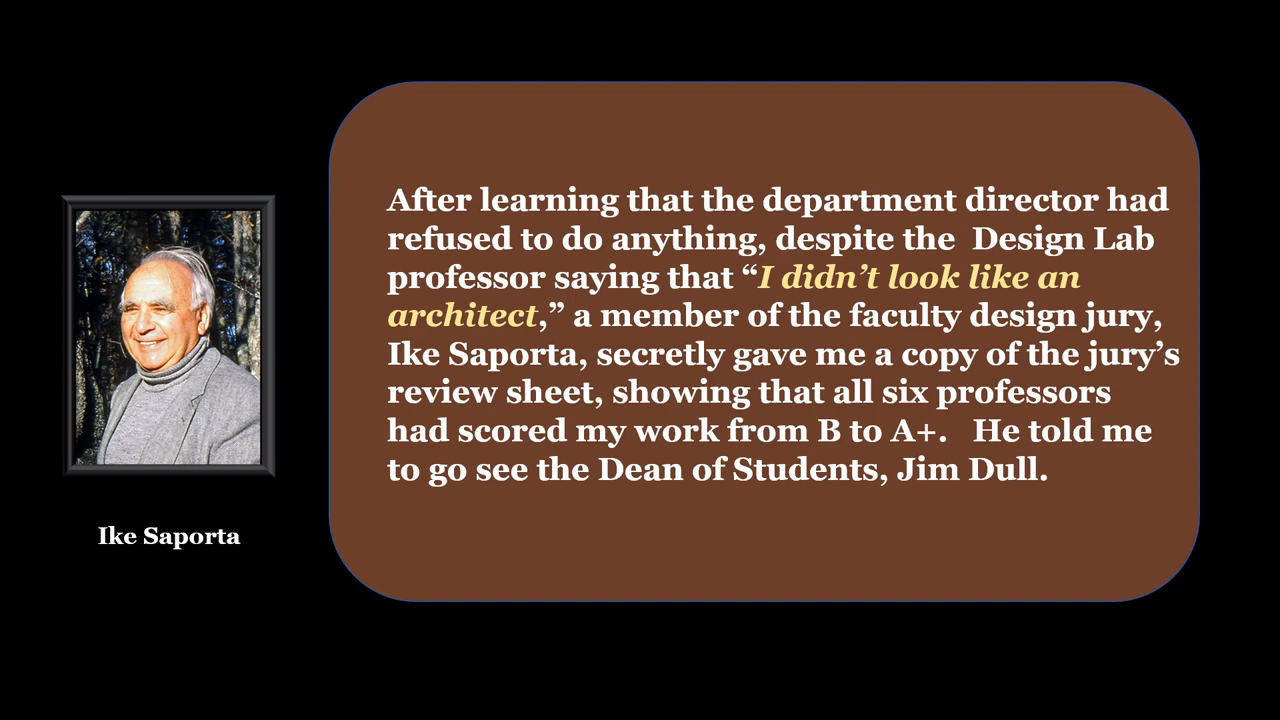 After learning that the department director had
refused to do anything, despite the  Design Lab
professor saying that “I didn’t look like an
architect,” a member of the faculty design jury,
Ike Saporta, secretly gave me a copy of the jury’s
review sheet, showing that all six professors
had scored my work from B to A+.   He told me
to go see the Dean of Students, Jim Dull.
Ike Saporta